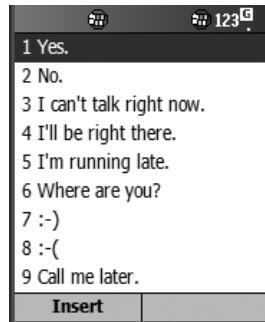 123G
1 Yes.
2 No.
3 I can't talk right now.
4 I'll be right there.
5 I'm running late.
6 Where are you?
7 :-)
8 :-(
9 Call me later.
Insert